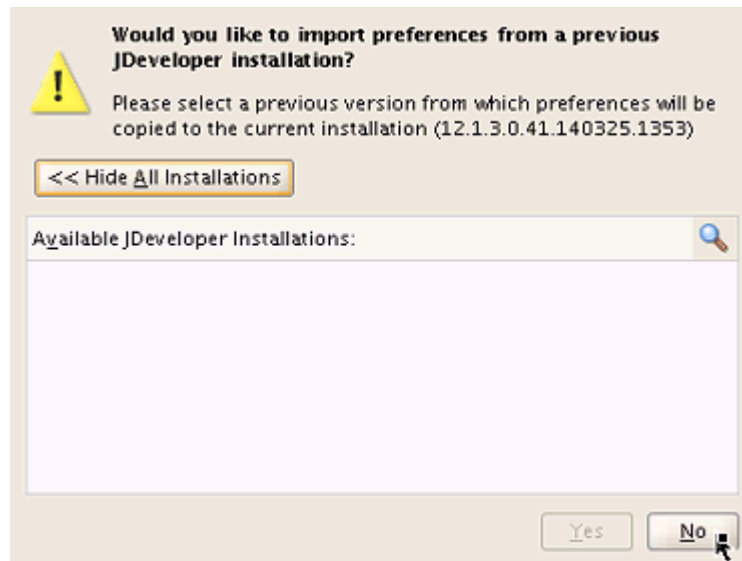 Would you like to import preferences from a previous
JDeveloper installation?
Please select a previous version from which preferences will be
copied to the current installation (12.1.3.0.41.140325.1353)
<< Hide All Installations
Available JDeveloper Installations:
Yes
No